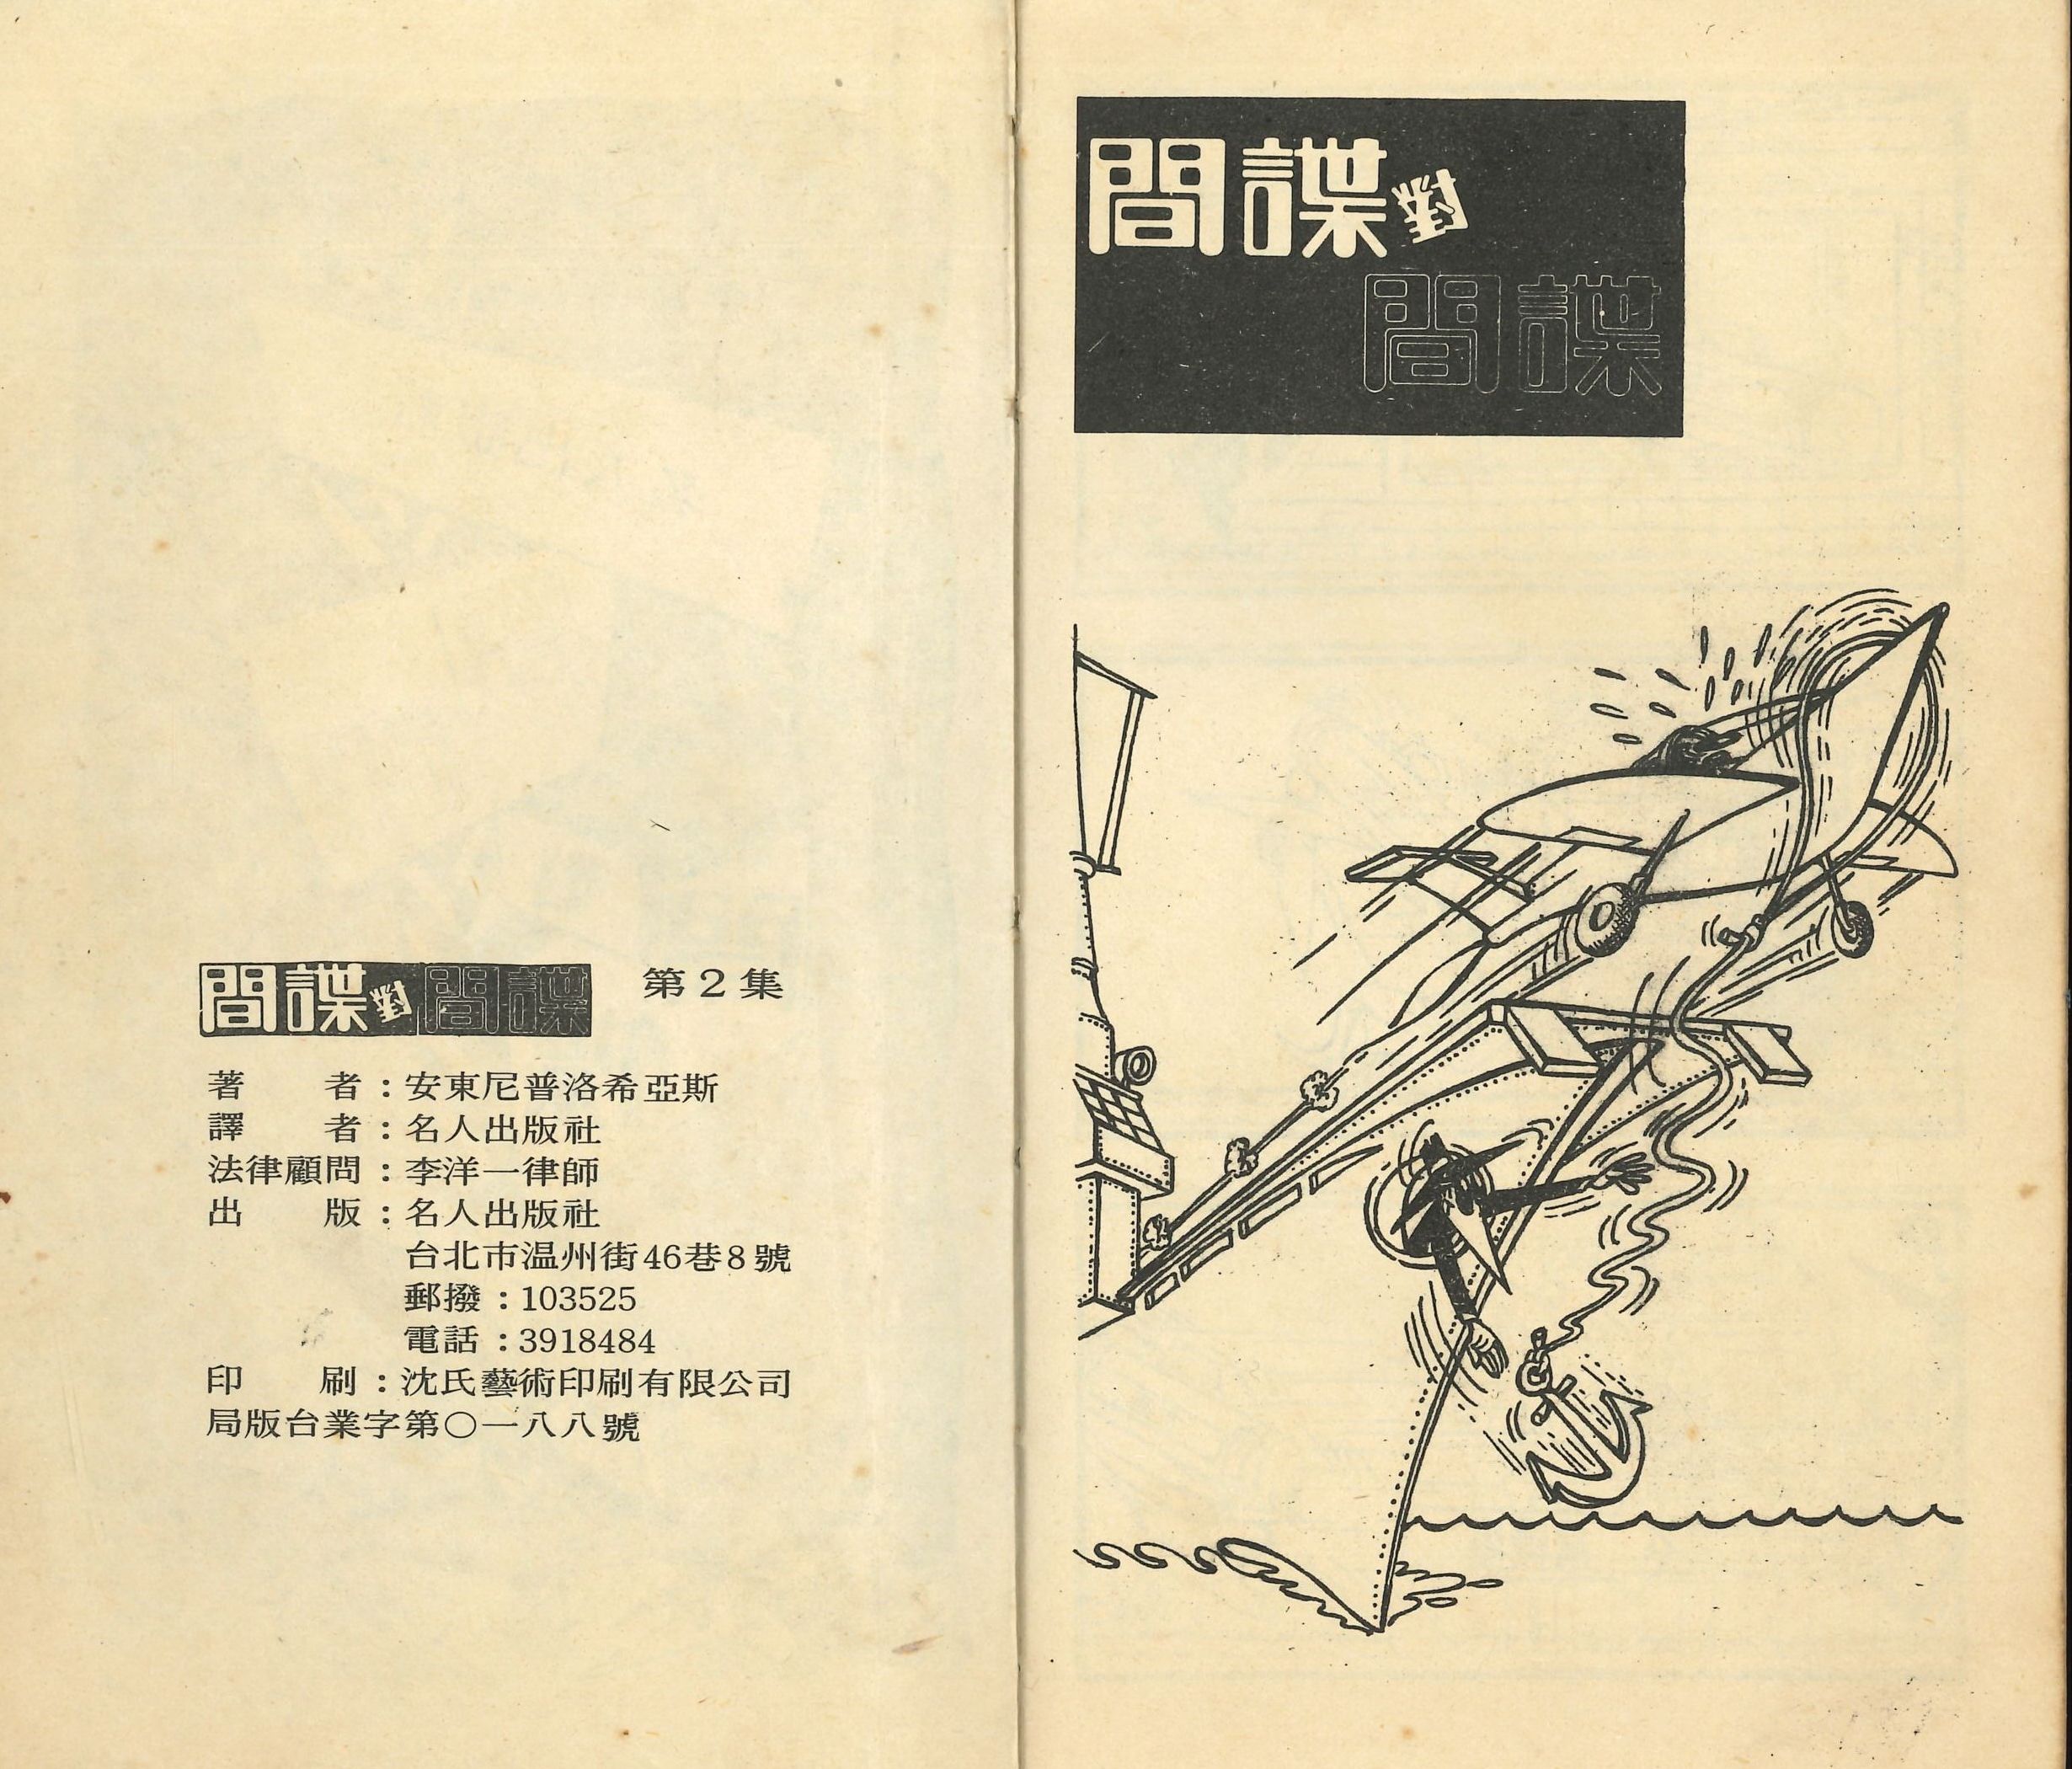 間諜對間諜 第2集
著 者：安東尼普洛希亞斯
譯 者：名人出版社
法律顧問：李洋一律師
出 版：名人出版社
台北市温州街46巷8號
郵撥：103525
電話：3918484
印 刷：沈氏藝術印刷有限公司
局版台業字第〇一八八號
間諜對
間諜